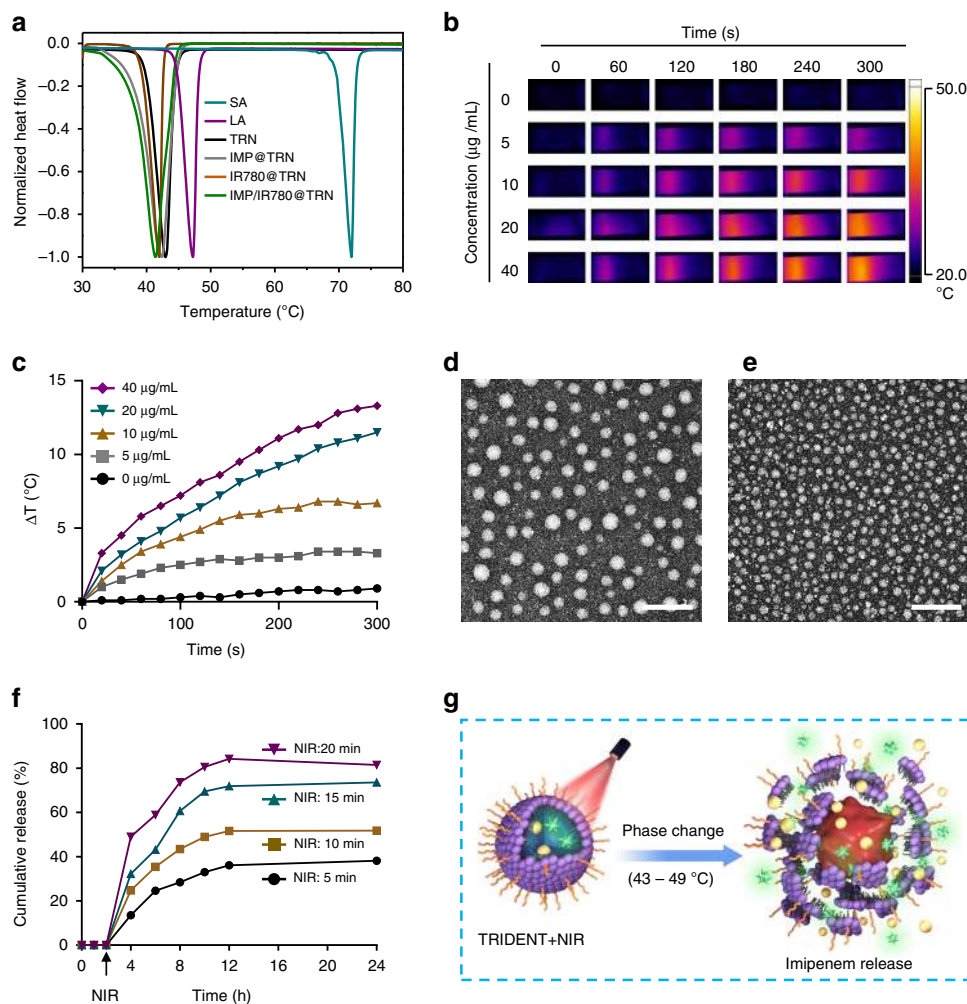 a
0.0
−0.2
−0.4
−0.6
−0.8
−1.0
Normalized heat flow
SA
LA
TRN
IMP@TRN
IR780@TRN
IMP/IR780@TRN
30 40 50 60 70 80
Temperature (°C)
b
Time (s)
0 60 120 180 240 300
Concentration (μg /mL)
0
5
10
20
40
50.0
20.0
°C
c
15
10
5
0
ΔT (°C)
40 μg/mL
20 μg/mL
10 μg/mL
5 μg/mL
0 μg/mL
0 100 200 300
Time (s)
d
e
f
100
80
60
40
20
0
Cumulative release (%)
NIR:20 min
NIR: 15 min
NIR: 10 min
NIR: 5 min
0 4 8 12 16 20 24
NIR
Time (h)
g
Phase change
(43 – 49 °C)
TRIDENT+NIR
Imipenem release